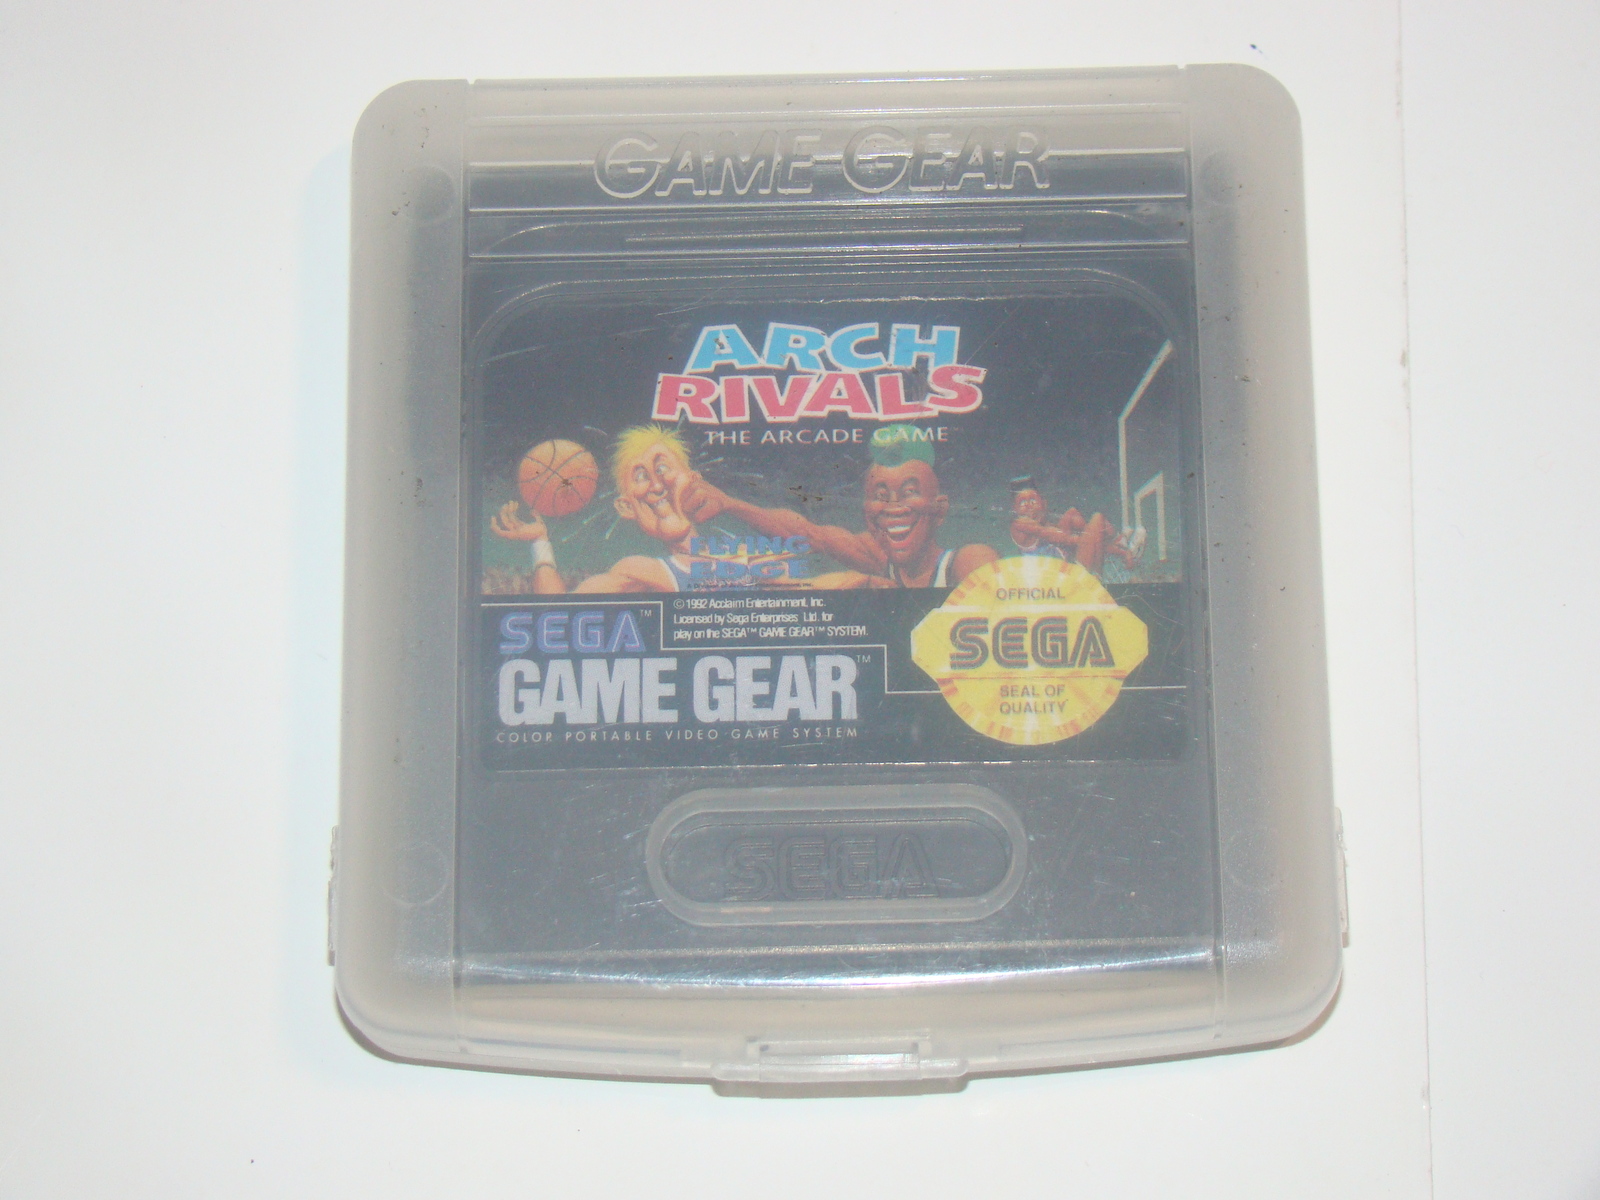 GAME GEAR
ARCH
RIVALS
THE ARCADE GAME
FLYING
EDGE
SEGA™
© 1992 Acclaim Entertainment, Inc.
Licensed by Sega Enterprises Ltd. for
play on the SEGA™ GAME GEAR™ SYSTEM.
GAME GEAR™
COLOR PORTABLE VIDEO GAME SYSTEM
OFFICIAL
SEGA
SEAL OF
QUALITY
SEGA